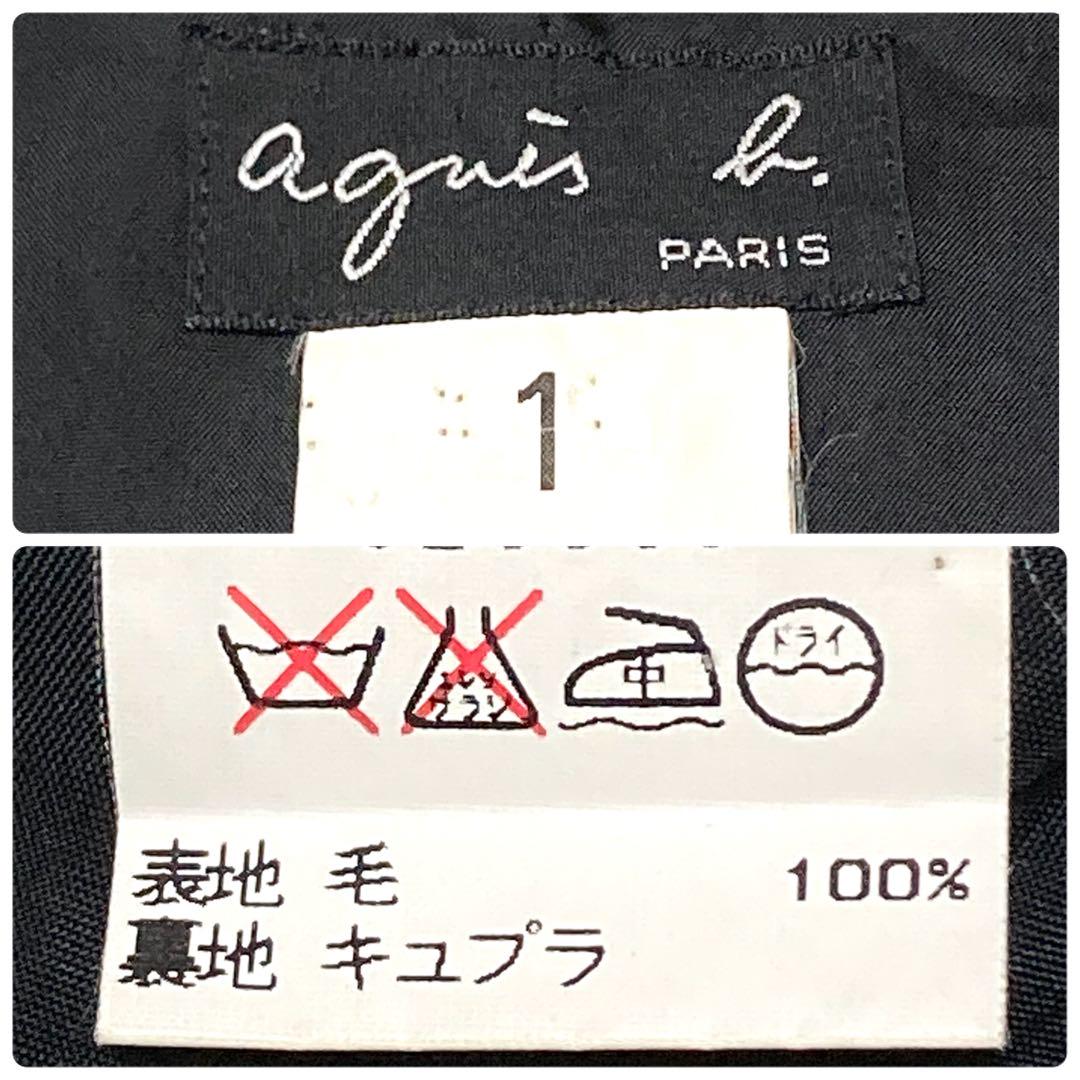 agnès b.
PARIS
1
中
ドライ
表地 毛 100%
裏地 キュプラ